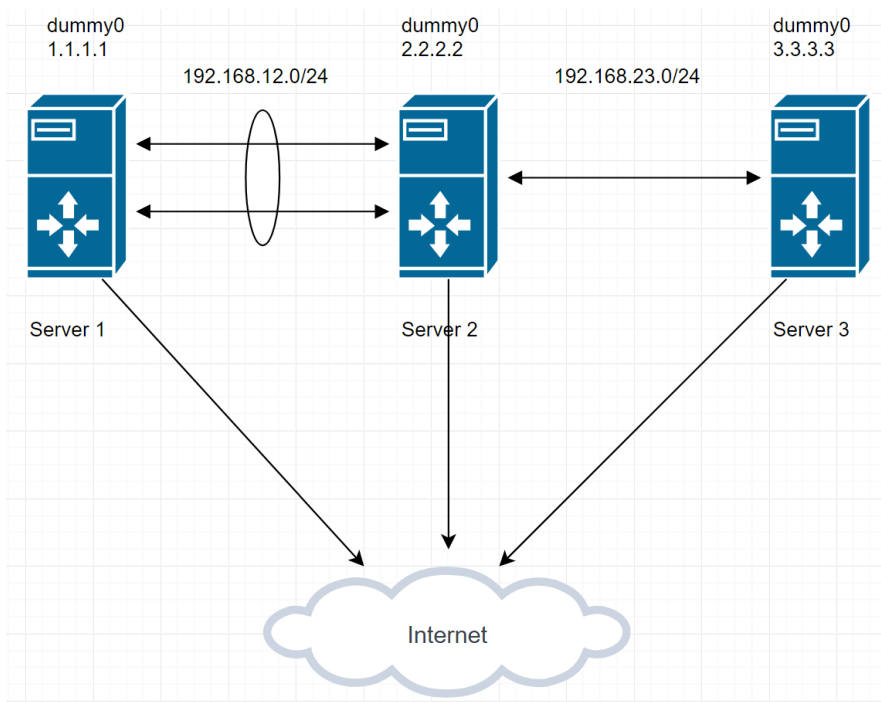 dummy0
1.1.1.1
dummy0
2.2.2.2
dummy0
3.3.3.3
192.168.12.0/24
192.168.23.0/24
Server 1
Server 2
Server 3
Internet